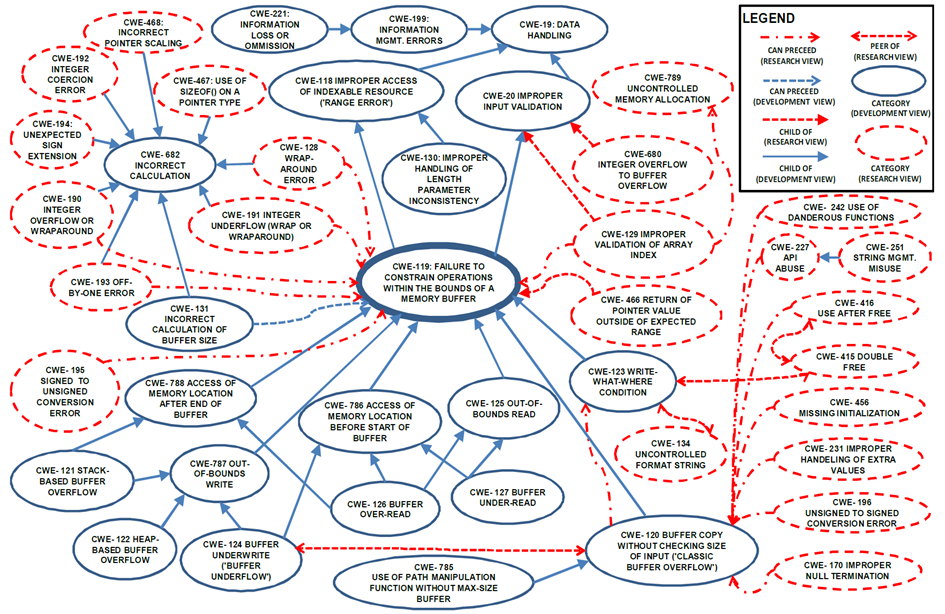 CWE-468:
INCORRECT
POINTER SCALING
CWE-221:
INFORMATION
LOSS OR
OMMISSION
CWE-199:
INFORMATION
MGMT. ERRORS
CWE-19: DATA
HANDLING
CWE-192
INTEGER
COERCION
ERROR
CWE-467: USE OF
SIZEOF() ON A
POINTER TYPE
CWE-118 IMPROPER ACCESS
OF INDEXABLE RESOURCE
('RANGE ERROR')
CWE-20 IMPROPER
INPUT VALIDATION
CWE-789
UNCONTROLLED
MEMORY ALLOCATION
CWE-194:
UNEXPECTED
SIGN
EXTENSION
CWE- 682
INCORRECT
CALCULATION
CWE- 128
WRAP-
AROUND
ERROR
CWE-130: IMPROPER
HANDLING OF
LENGTH
PARAMETER
INCONSISTENCY
CWE-680
INTEGER OVERFLOW
TO BUFFER
OVERFLOW
CWE- 190
INTEGER
OVERFLOW OR
WRAPAROUND
CWE- 191 INTEGER
UNDERFLOW (WRAP OR
WRAPAROUND)
CWE-129 IMPROPER
VALIDATION OF ARRAY
INDEX
CWE- 193 OFF-
BY-ONE ERROR
CWE-119: FAILURE TO
CONSTRAIN OPERATIONS
WITHIN THE BOUNDS OF A
MEMORY BUFFER
CWE- 466 RETURN OF
POINTER VALUE
OUTSIDE OF EXPECTED
RANGE
CWE -131
INCORRECT
CALCULATION OF
BUFFER SIZE
CWE- 195
SIGNED TO
UNSIGNED
CONVERSION
ERROR
CWE- 788 ACCESS OF
MEMORY LOCATION
AFTER END OF
BUFFER
CWE- 786 ACCESS OF
MEMORY LOCATION
BEFORE START OF
BUFFER
CWE- 125 OUT-OF-
BOUNDS READ
CWE-123 WRITE-
WHAT-WHERE
CONDITION
CWE- 134
UNCONTROLLED
FORMAT STRING
CWE- 121 STACK-
BASED BUFFER
OVERFLOW
CWE-787 OUT-
OF-BOUNDS
WRITE
CWE- 126 BUFFER
OVER-READ
CWE- 127 BUFFER
UNDER-READ
CWE- 122 HEAP-
BASED BUFFER
OVERFLOW
CWE- 124 BUFFER
UNDERWRITE
('BUFFER
UNDERFLOW')
CWE- 785
USE OF PATH MANIPULATION
FUNCTION WITHOUT MAX-SIZE
BUFFER
CWE- 120 BUFFER COPY
WITHOUT CHECKING SIZE
OF INPUT ('CLASSIC
BUFFER OVERFLOW')
CWE- 242 USE OF
DANDEROUS FUNCTIONS
CWE- 227
API
ABUSE
CWE- 251
STRING MGMT.
MISUSE
CWE- 416
USE AFTER FREE
CWE- 415 DOUBLE
FREE
CWE- 456
MISSING INITIALIZATION
CWE-231 IMPROPER
HANDELING OF EXTRA
VALUES
CWE- 196
UNSIGNED TO SIGNED
CONVERSION ERROR
CWE- 170 IMPROPER
NULL TERMINATION
LEGEND
CAN PRECEED
(RESEARCH VIEW)
PEER OF
(RESEARCH VIEW)
CAN PRECEED
(DEVELOPMENT VIEW)
CATEGORY
(DEVELOPMENT VIEW)
CHILD OF
(RESEARCH VIEW)
CHILD OF
(DEVELOPMENT VIEW)
CATEGORY
(RESEARCH VIEW)